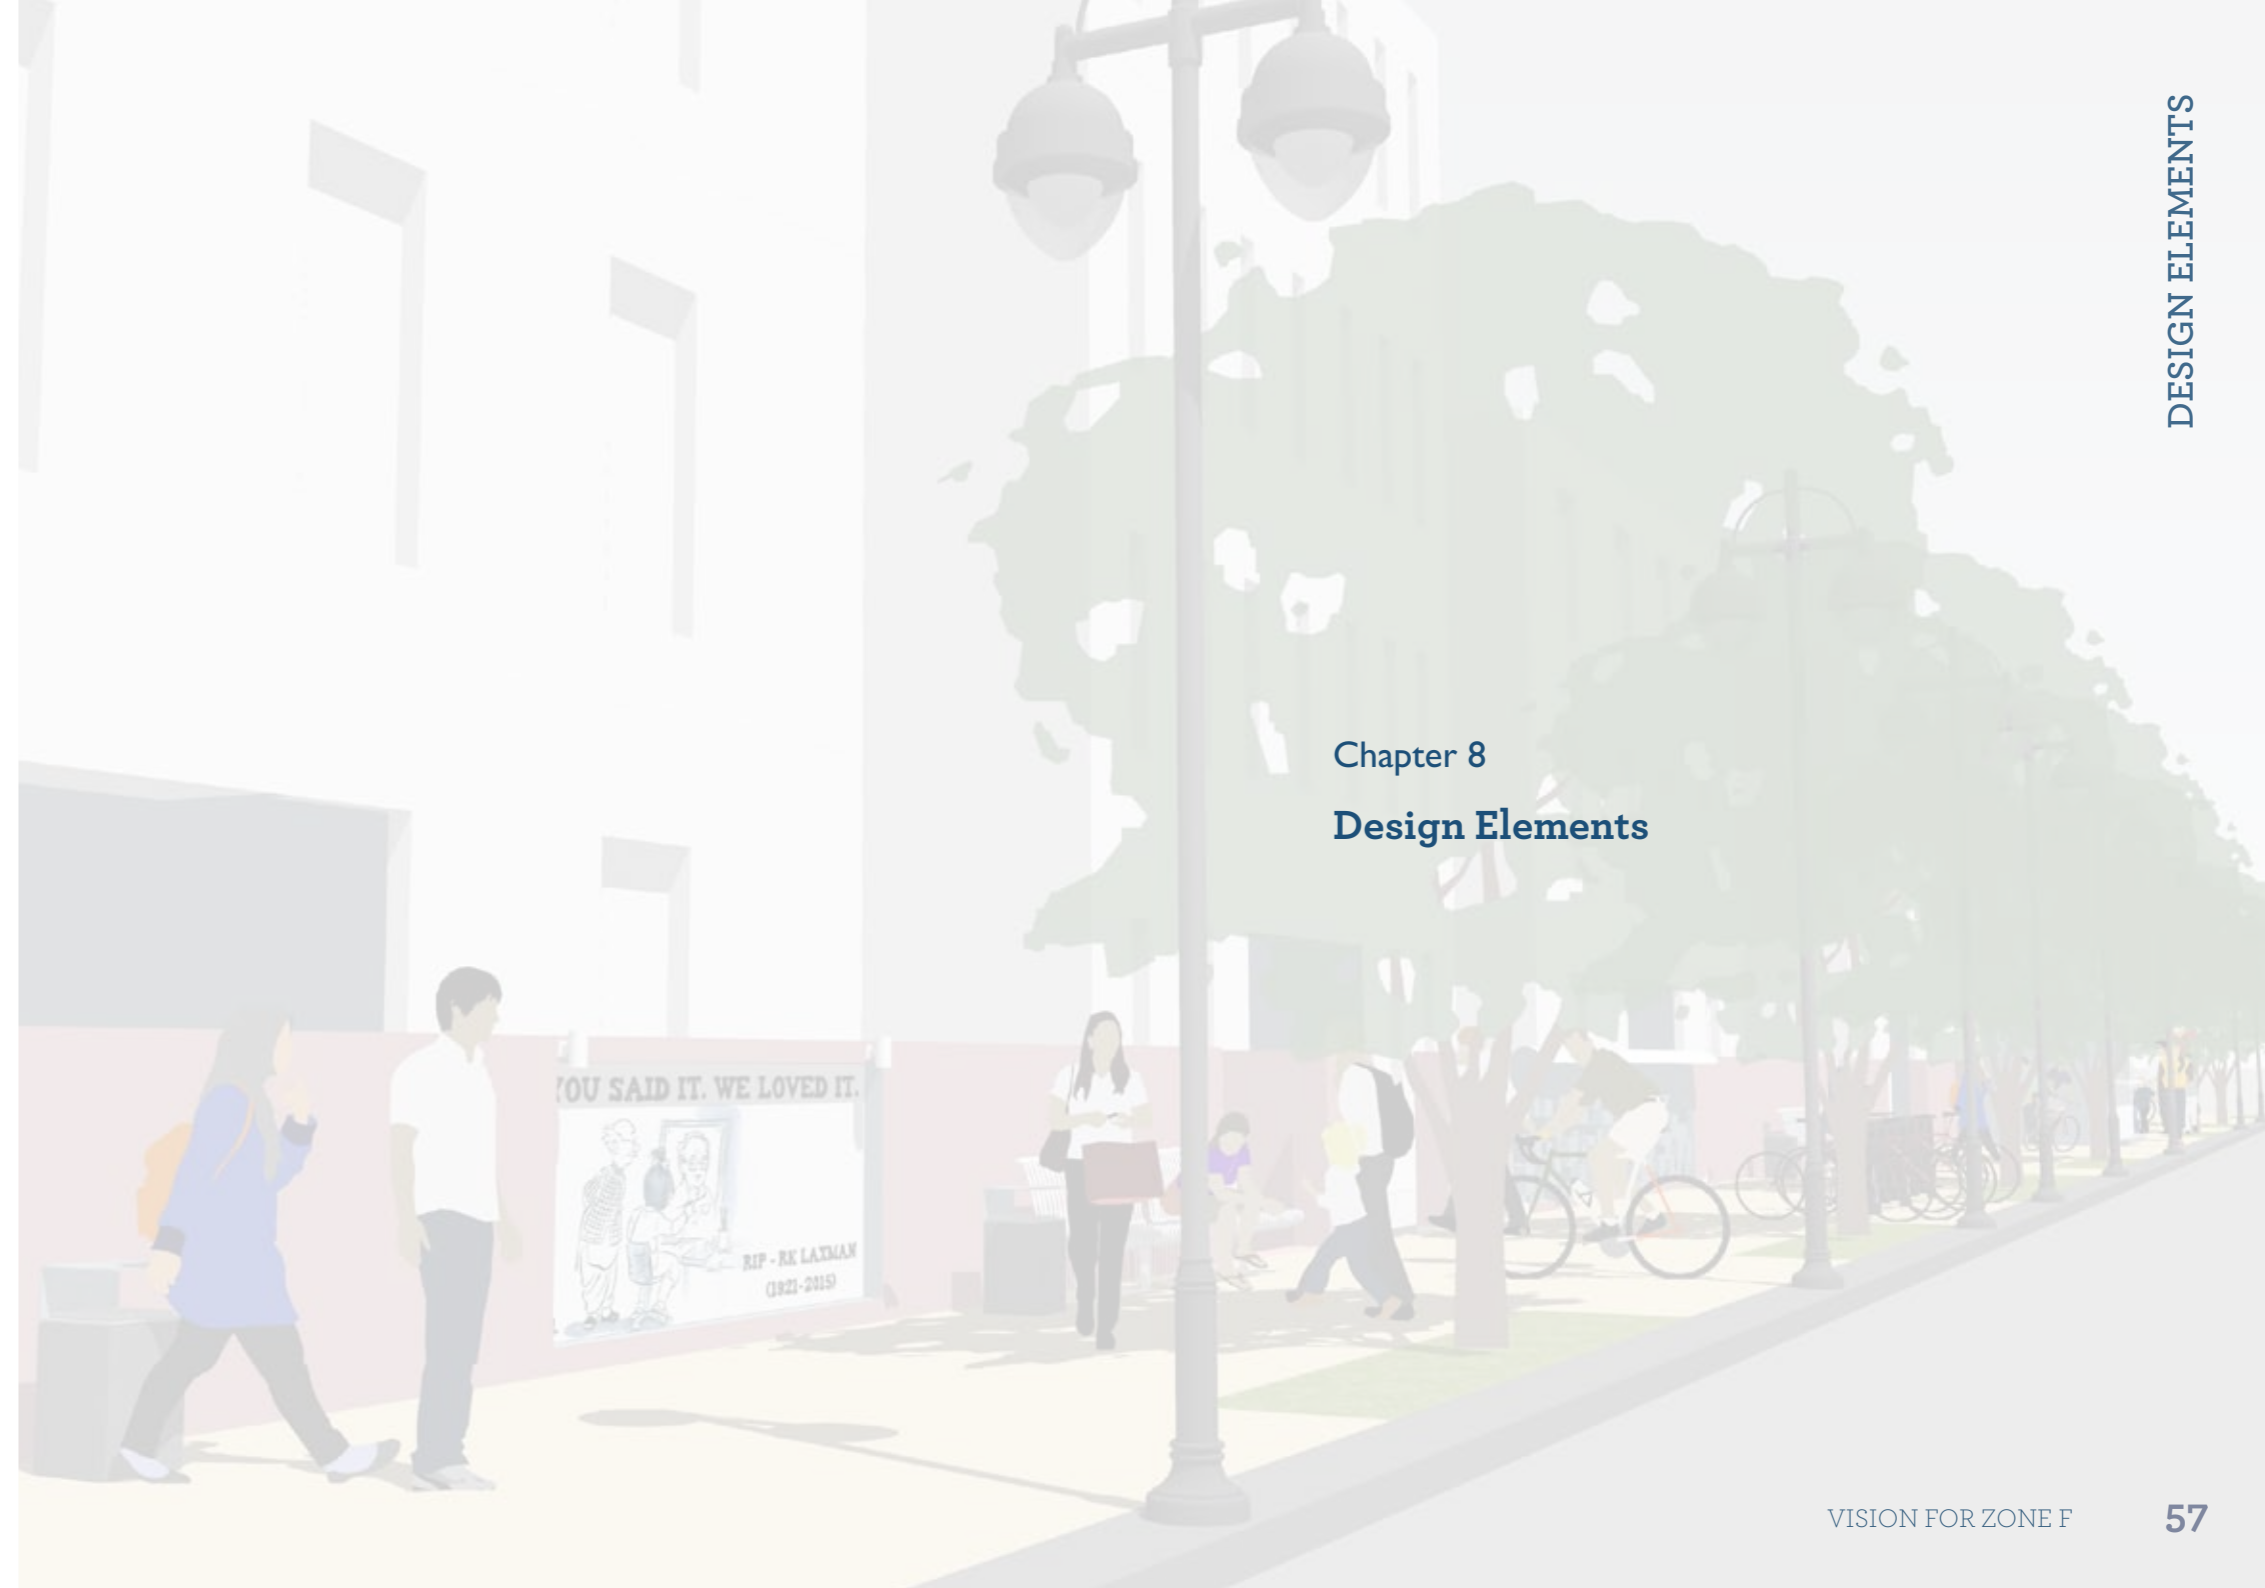 DESIGN ELEMENTS
Chapter 8
Design Elements
YOU SAID IT. WE LOVED IT.
RIP - RK LAXMAN
(1921-2015)
VISION FOR ZONE F 57